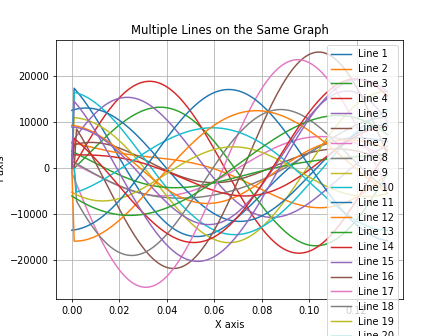 Multiple Lines on the Same Graph
20000
10000
0
−10000
−20000
0.00 0.02 0.04 0.06 0.08 0.10
X axis
Line 1
Line 2
Line 3
Line 4
Line 5
Line 6
Line 7
Line 8
Line 9
Line 10
Line 11
Line 12
Line 13
Line 14
Line 15
Line 16
Line 17
Line 18
Line 19
Line 20